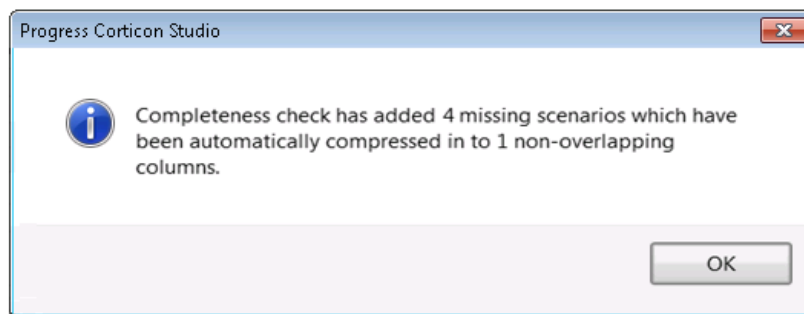 Progress Corticon Studio
Completeness check has added 4 missing scenarios which have
been automatically compressed in to 1 non-overlapping
columns.
OK